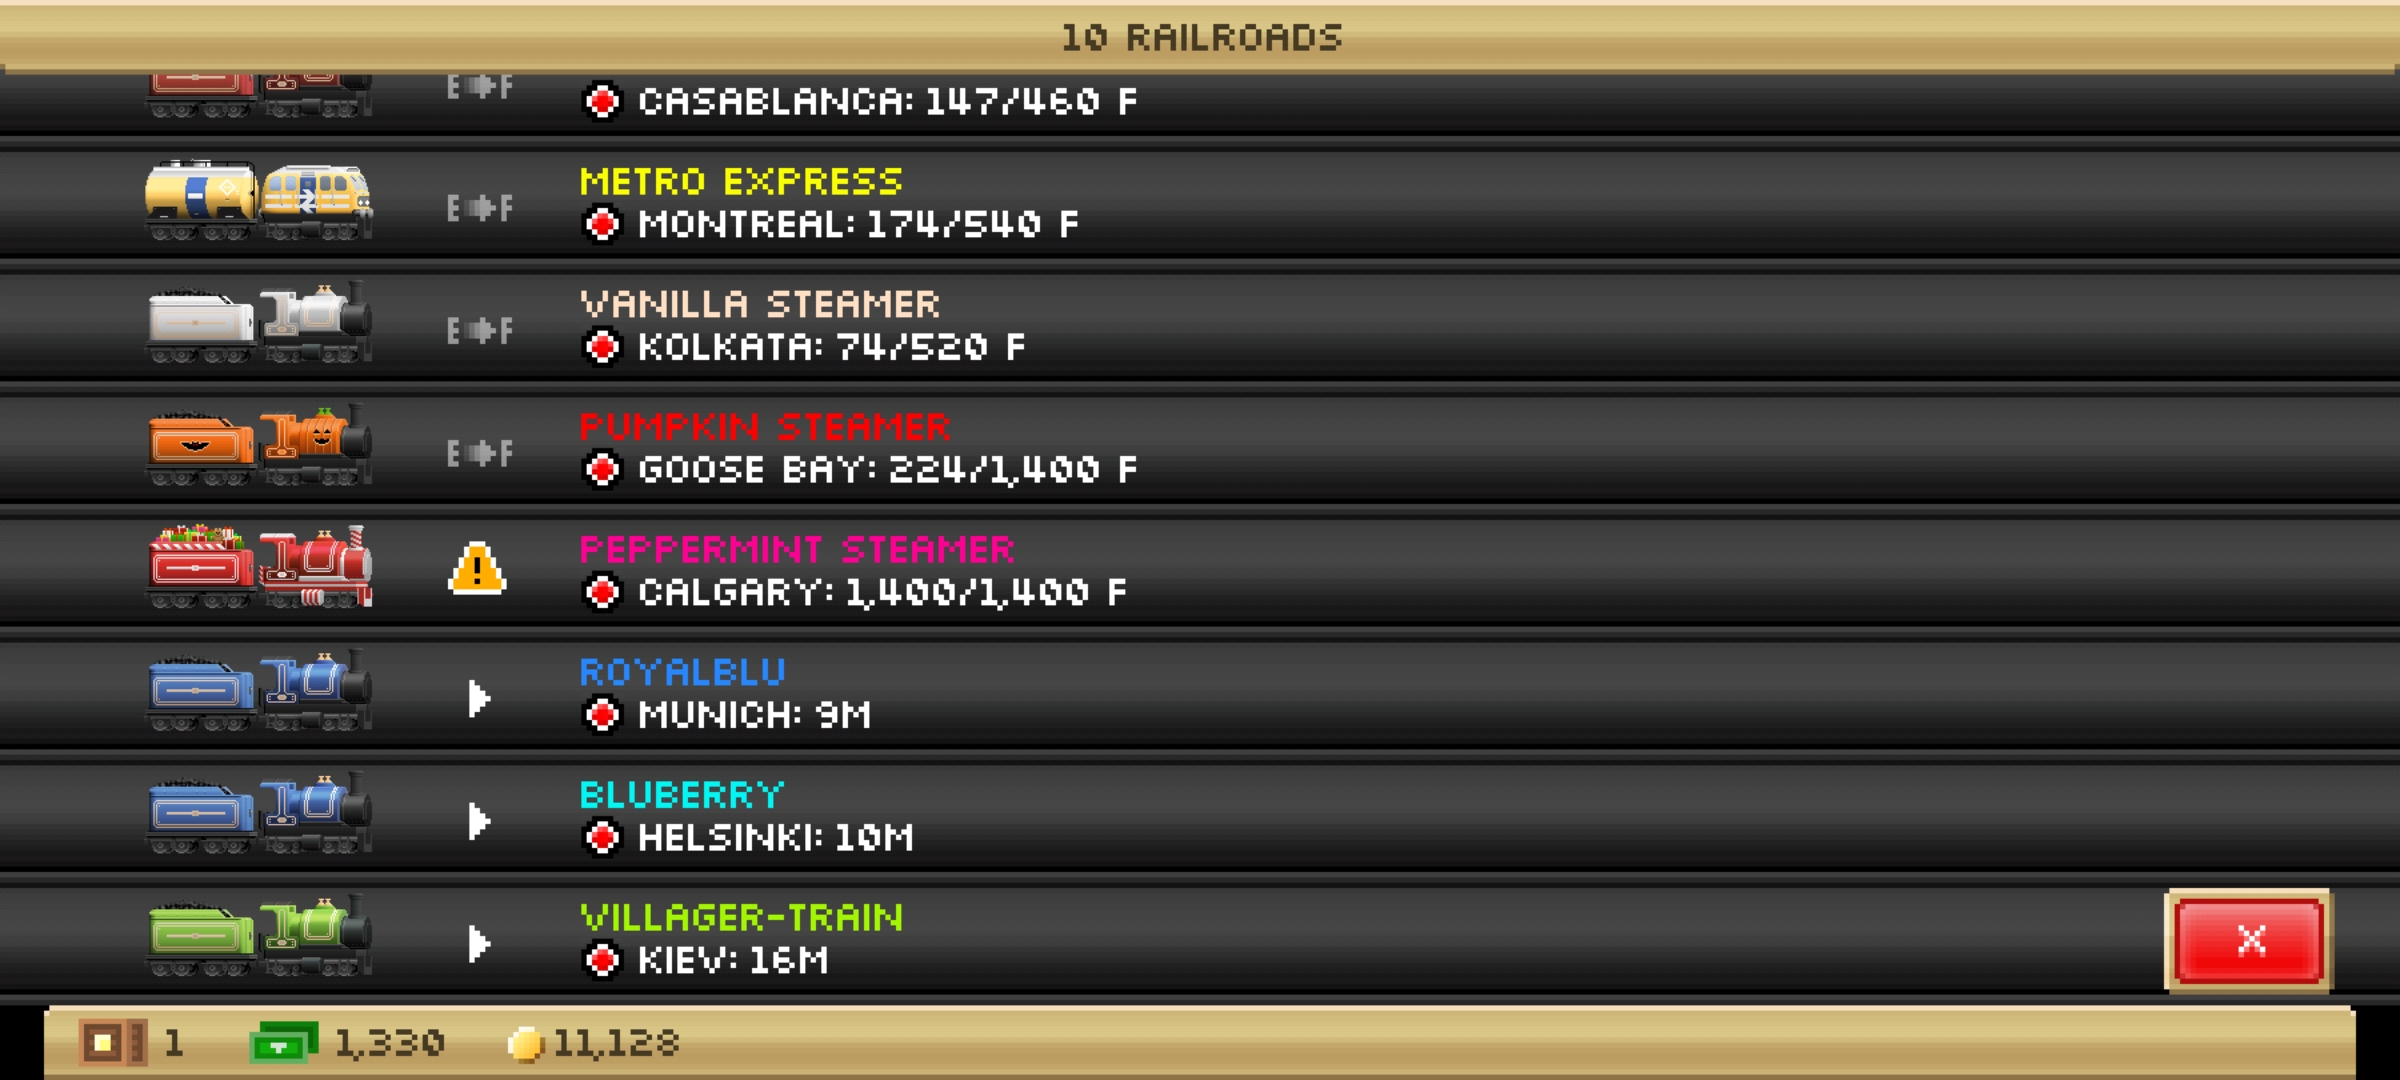 10 RAILROADS
E F
CASABLANCA: 147/460 F
METRO EXPRESS
E F
MONTREAL: 174/540 F
VANILLA STEAMER
E F
KOLKATA: 74/520 F
PUMPKIN STEAMER
E F
GOOSE BAY: 224/1,400 F
PEPPERMINT STEAMER
!
CALGARY: 1,400/1,400 F
ROYALBLU
MUNICH: 9M
BLUBERRY
HELSINKI: 10M
VILLAGER-TRAIN
KIEV: 16M
X
1 1,330 11,128